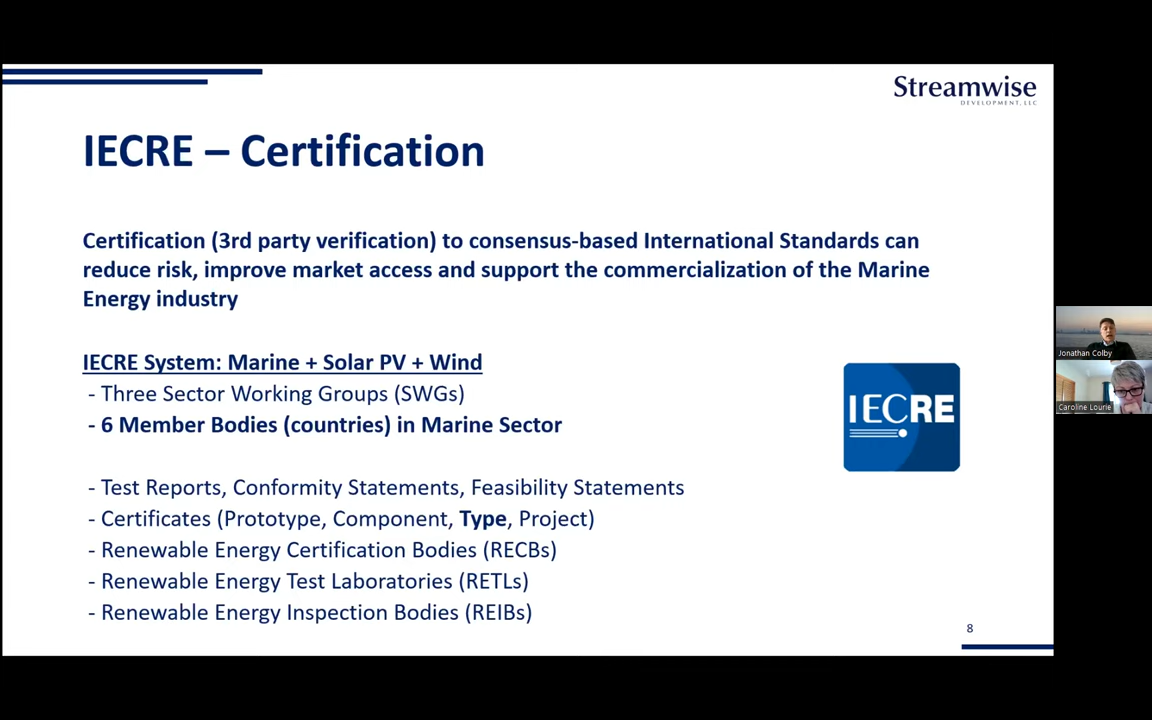 Streamwise
DEVELOPMENT, LLC
IECRE – Certification
Certification (3rd party verification) to consensus-based International Standards can
reduce risk, improve market access and support the commercialization of the Marine
Energy industry
IECRE System: Marine + Solar PV + Wind
- Three Sector Working Groups (SWGs)
- 6 Member Bodies (countries) in Marine Sector
IECRE
- Test Reports, Conformity Statements, Feasibility Statements
- Certificates (Prototype, Component, Type, Project)
- Renewable Energy Certification Bodies (RECBs)
- Renewable Energy Test Laboratories (RETLs)
- Renewable Energy Inspection Bodies (REIBs)
8
Jonathan Colby
Caroline Lourie